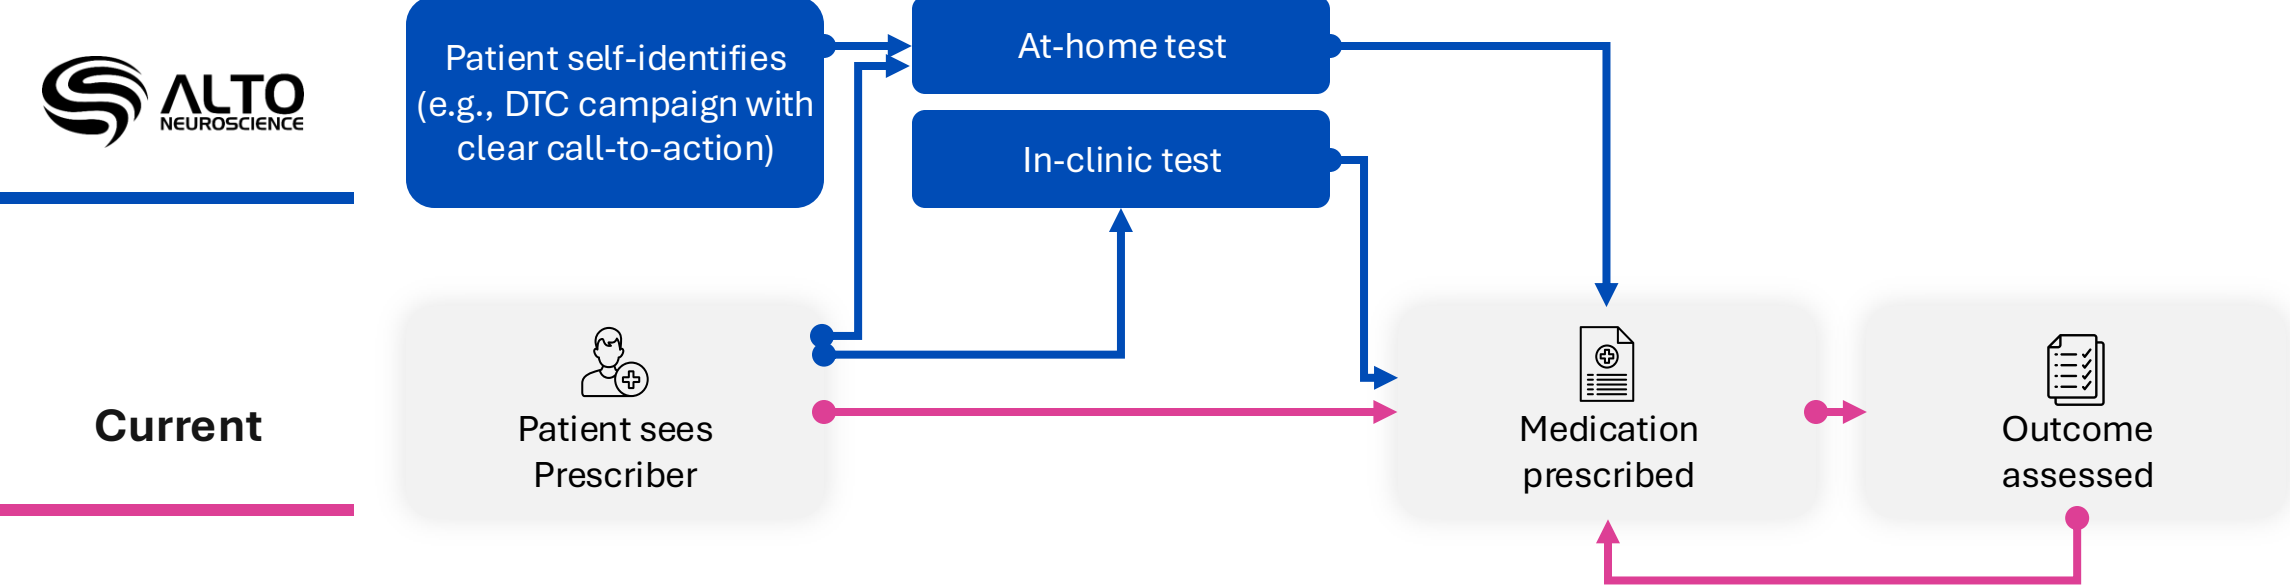 ALTO
NEUROSCIENCE
Patient self-identifies
(e.g., DTC campaign with
clear call-to-action)
At-home test
In-clinic test
Current
Patient sees
Prescriber
Medication
prescribed
Outcome
assessed